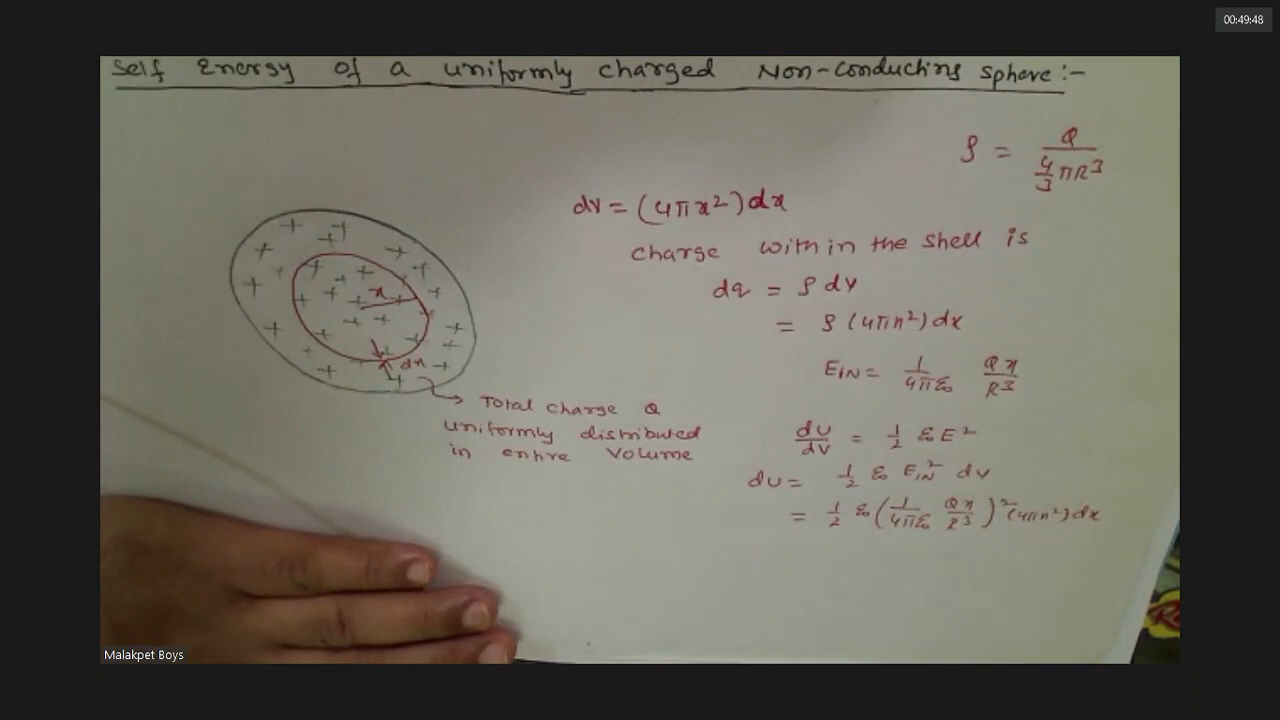 00:49:48
Self Energy of a uniformly charged Non-Conducting sphere:-
ρ = Q / (4/3 πR³)
dv = (4πx²)dx
charge with in the shell is
dq = ρ dv
= ρ (4πx²)dx
x
dx
E_IN = 1/4πε₀ Qx/R³
Total charge Q
uniformly distributed
in entire volume
dU/dV = 1/2 ε₀E²
dU = 1/2 ε₀ E_IN² dv
= 1/2 ε₀(1/4πε₀ Qx/R³)²(4πx²)dx
Malakpet Boys